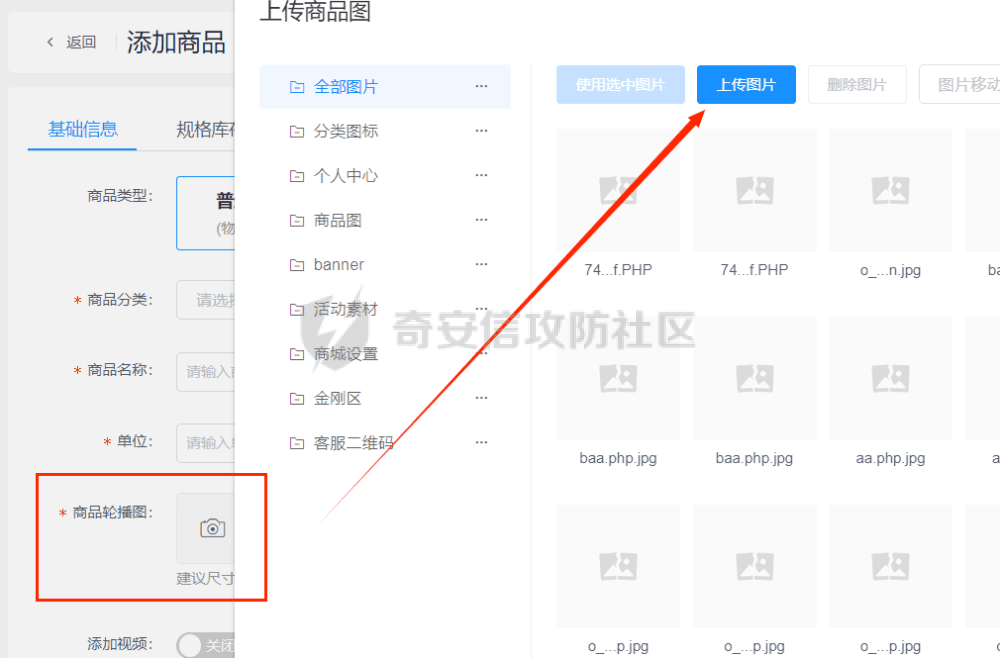 上传商品图
返回
添加商品
全部图片
使用选中图片
上传图片
删除图片
图片移动
分类图标
基础信息
规格库存
个人中心
商品类型：
普
(物
商品图
banner
74...f.PHP
74...f.PHP
o_...n.jpg
ba
* 商品分类：
请选
活动素材
奇安信攻防社区
商城设置
* 商品名称：
请输入
金刚区
* 单位：
请输入
客服二维码
baa.php.jpg
baa.php.jpg
aa.php.jpg
a
* 商品轮播图：
建议尺寸
添加视频：
关闭
o_...p.jpg
o_...p.jpg
o_...p.jpg